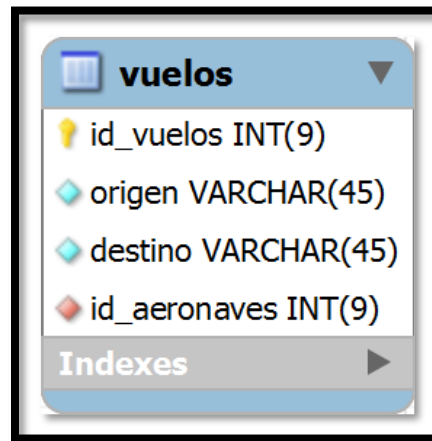 vuelos
id_vuelos INT(9)
origen VARCHAR(45)
destino VARCHAR(45)
id_aeronaves INT(9)
Indexes